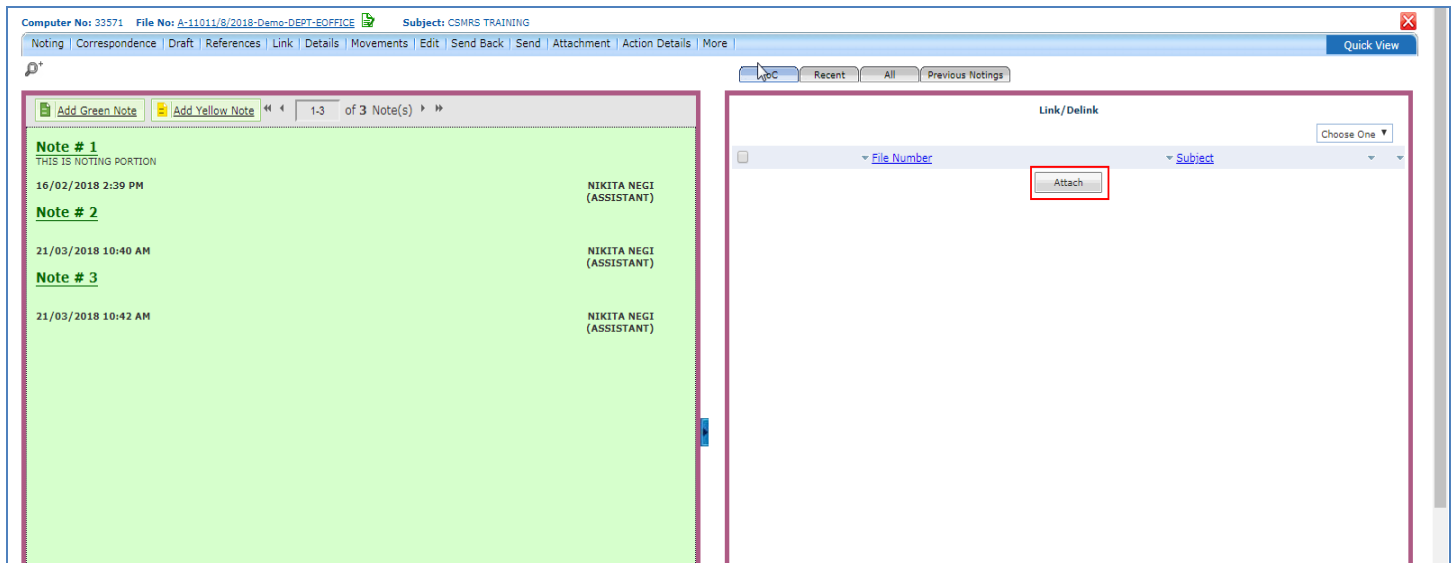 Computer No: 33571 File No: A-11011/8/2018-Demo-DEPT-EOFFICE Subject: CSMRS TRAINING
Noting | Correspondence | Draft | References | Link | Details | Movements | Edit | Send Back | Send | Attachment | Action Details | More |
Quick View
Recent All Previous Notings
Add Green Note Add Yellow Note 1-3 of 3 Note(s)
Note # 1
THIS IS NOTING PORTION
16/02/2018 2:39 PM NIKITA NEGI
(ASSISTANT)
Note # 2
21/03/2018 10:40 AM NIKITA NEGI
(ASSISTANT)
Note # 3
21/03/2018 10:42 AM NIKITA NEGI
(ASSISTANT)
Link/Delink
Choose One
File Number Subject
Attach